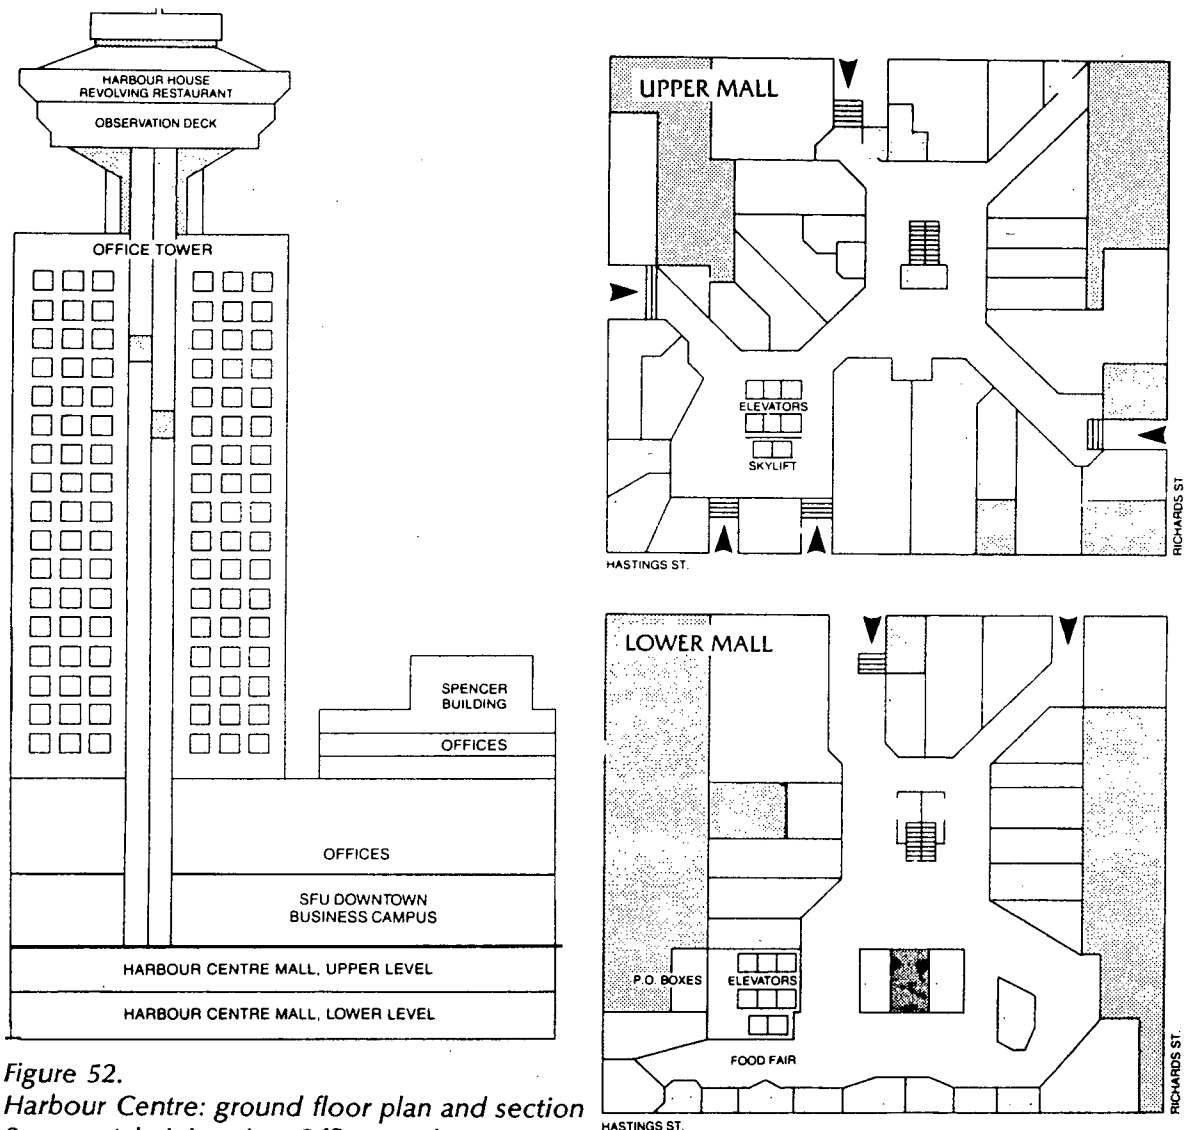 HARBOUR HOUSE
REVOLVING RESTAURANT
OBSERVATION DECK
OFFICE TOWER
SPENCER
BUILDING
OFFICES
OFFICES
SFU DOWNTOWN
BUSINESS CAMPUS
HARBOUR CENTRE MALL, UPPER LEVEL
HARBOUR CENTRE MALL, LOWER LEVEL
Figure 52.
Harbour Centre: ground floor plan and section
UPPER MALL
ELEVATORS
SKYLIFT
HASTINGS ST.
RICHARDS ST
LOWER MALL
P.O. BOXES
ELEVATORS
FOOD FAIR
HASTINGS ST.
RICHARDS ST.